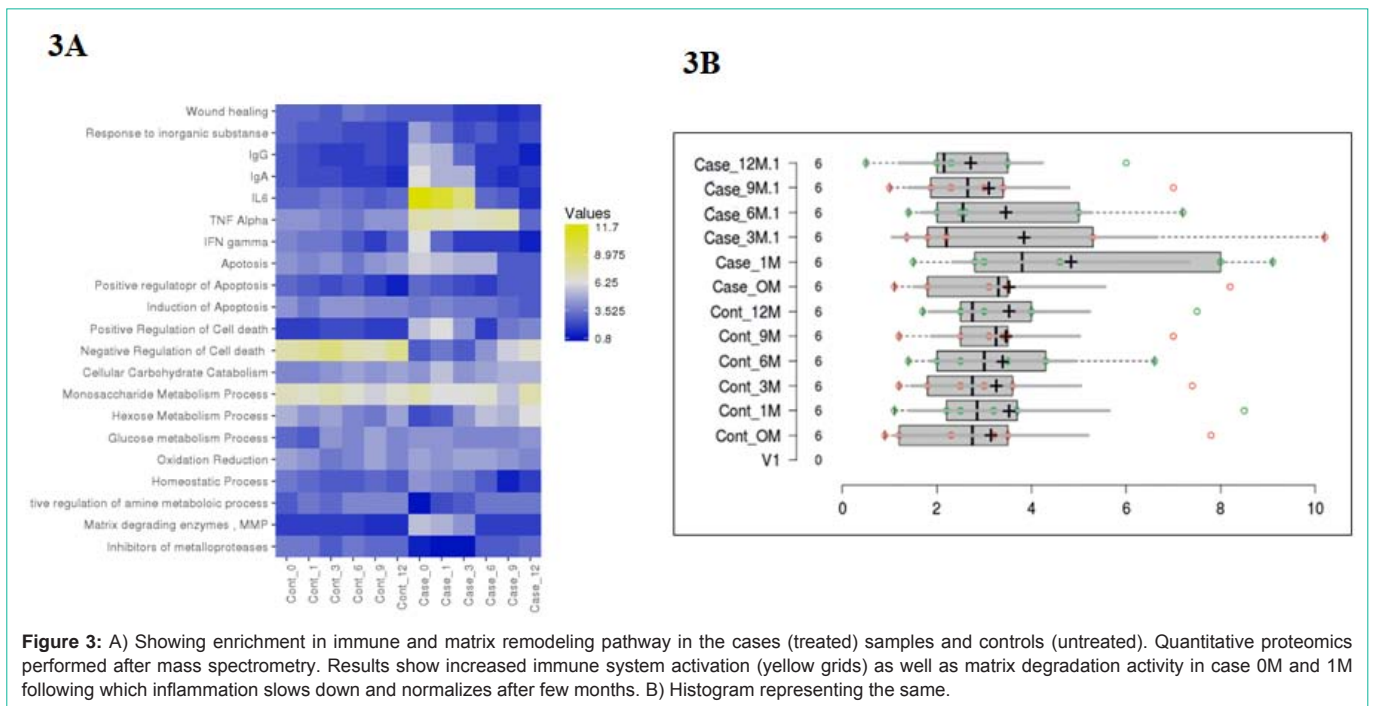 3A
Wound healing
Response to inorganic substanse
IgG
IgA
IL6
TNF Alpha
IFN gamma
Apotosis
Positive regulatopr of Apoptosis
Induction of Apoptosis
Positive Regulation of Cell death
Negative Regulation of Cell death
Cellular Carbohydrate Catabolism
Monosaccharide Metabolism Process
Hexose Metabolism Process
Glucose metabolism Process
Oxidation Reduction
Homeostatic Process
tive regulation of amine metaboloic process
Matrix degrading enzymes , MMP
Inhibitors of metalloproteases
Cont_0
Cont_1
Cont_3
Cont_6
Cont_9
Cont_12
Case_0
Case_1
Case_3
Case_6
Case_9
Case_12
Values
11.7
8.975
6.25
3.525
0.8
3B
Case_12M.1 6
Case_9M.1 6
Case_6M.1 6
Case_3M.1 6
Case_1M 6
Case_OM 6
Cont_12M 6
Cont_9M 6
Cont_6M 6
Cont_3M 6
Cont_1M 6
Cont_OM 6
V1 0
0 2 4 6 8 10
Figure 3: A) Showing enrichment in immune and matrix remodeling pathway in the cases (treated) samples and controls (untreated). Quantitative proteomics
performed after mass spectrometry. Results show increased immune system activation (yellow grids) as well as matrix degradation activity in case 0M and 1M
following which inflammation slows down and normalizes after few months. B) Histogram representing the same.